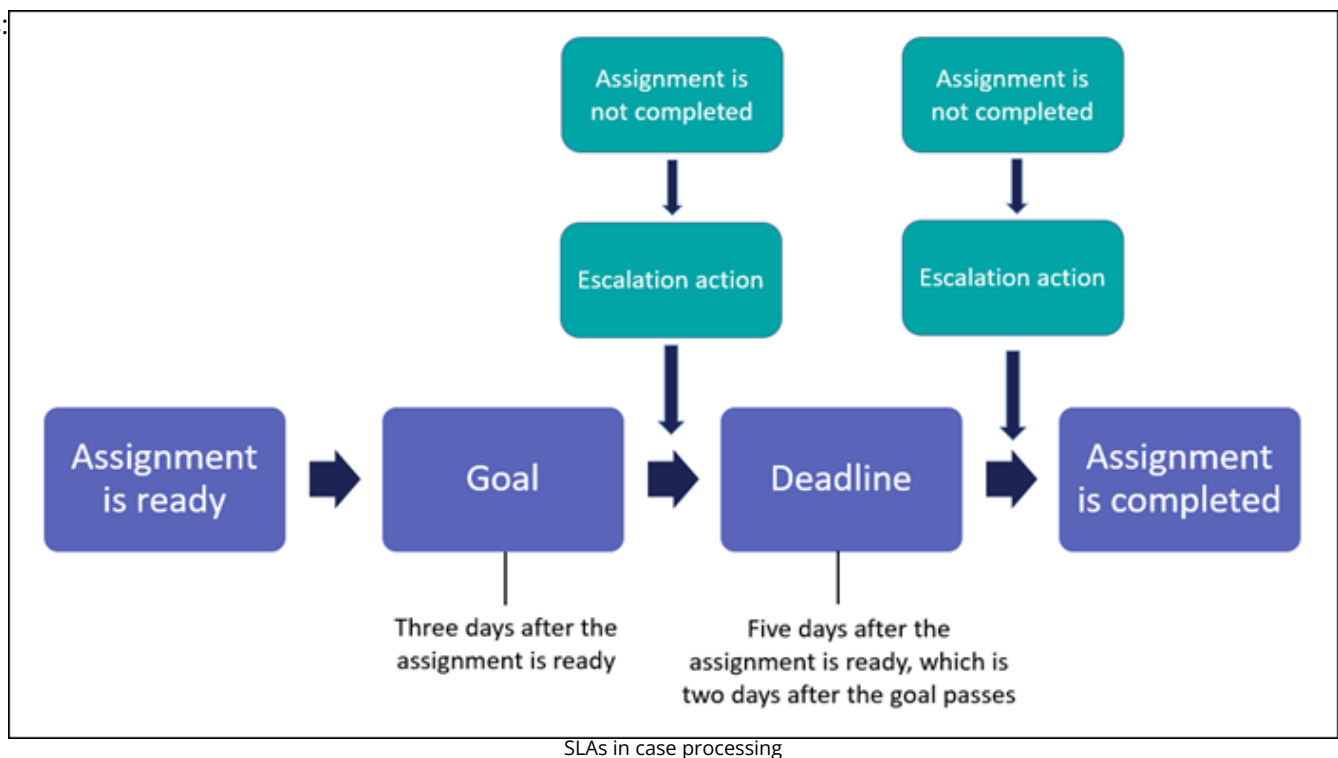 :
Assignment is
not completed
Assignment is
not completed
Escalation action
Escalation action
Assignment
is ready
Goal
Deadline
Assignment
is completed
Three days after the
assignment is ready
Five days after the
assignment is ready, which is
two days after the goal passes
SLAs in case processing